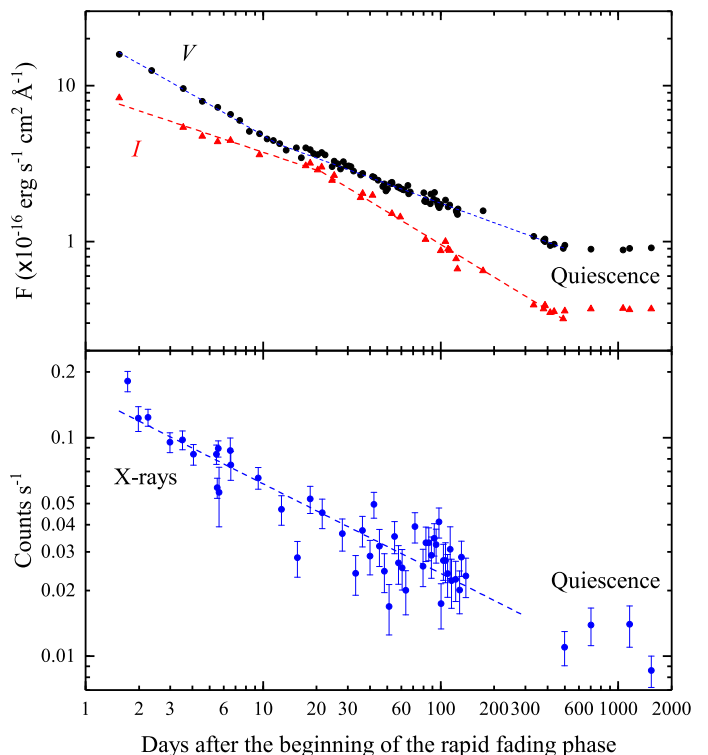 V
10
I
1
F (x10⁻¹⁶ erg s⁻¹ cm² Å⁻¹)
Quiescence
0.2
0.1
X-rays
0.05
0.04
0.03
0.02
0.01
Counts s⁻¹
Quiescence
1 2 3 4 6 10 20 30 60 100 200 300 600 1000 2000
Days after the beginning of the rapid fading phase